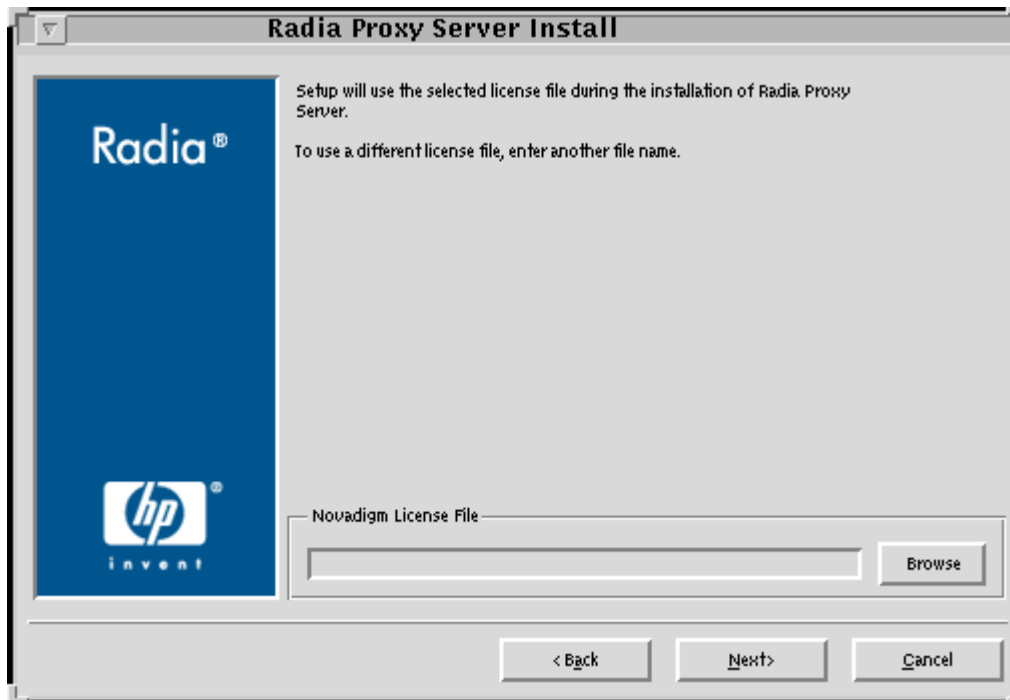 Radia Proxy Server Install
Radia®
Setup will use the selected license file during the installation of Radia Proxy
Server.
To use a different license file, enter another file name.
hp®
invent
Novadigm License File
Browse
< Back
Next>
Cancel